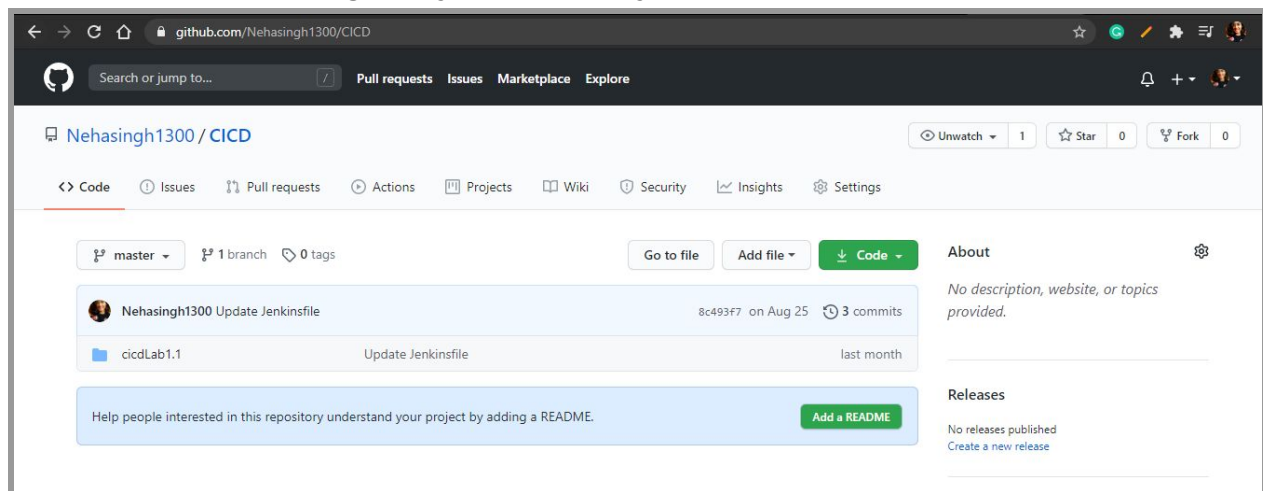 github.com/Nehasingh1300/CICD
Search or jump to... / Pull requests Issues Marketplace Explore
Nehasingh1300 / CICD
Unwatch 1 Star 0 Fork 0
Code Issues Pull requests Actions Projects Wiki Security Insights Settings
master 1 branch 0 tags Go to file Add file Code
About
No description, website, or topics
provided.
Nehasingh1300 Update Jenkinsfile 8c493f7 on Aug 25 3 commits
cicdLab1.1 Update Jenkinsfile last month
Help people interested in this repository understand your project by adding a README. Add a README
Releases
No releases published
Create a new release